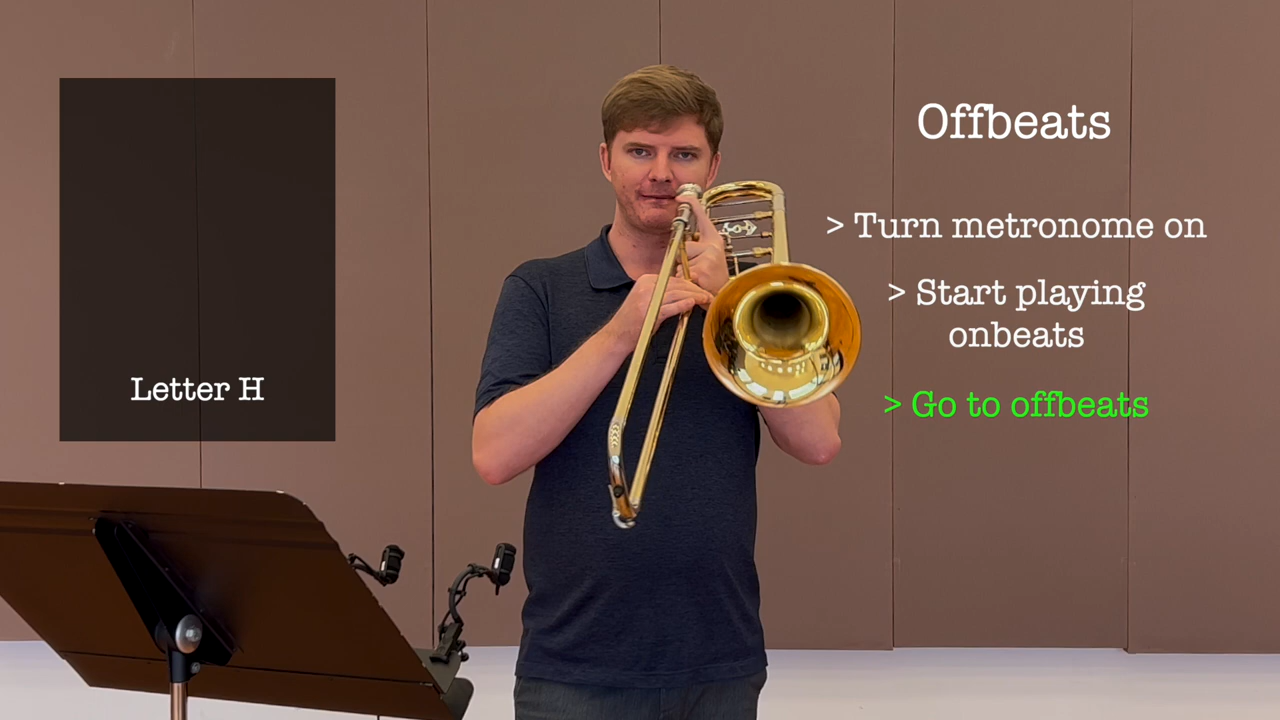 Letter H
Offbeats
> Turn metronome on
> Start playing
onbeats
> Go to offbeats